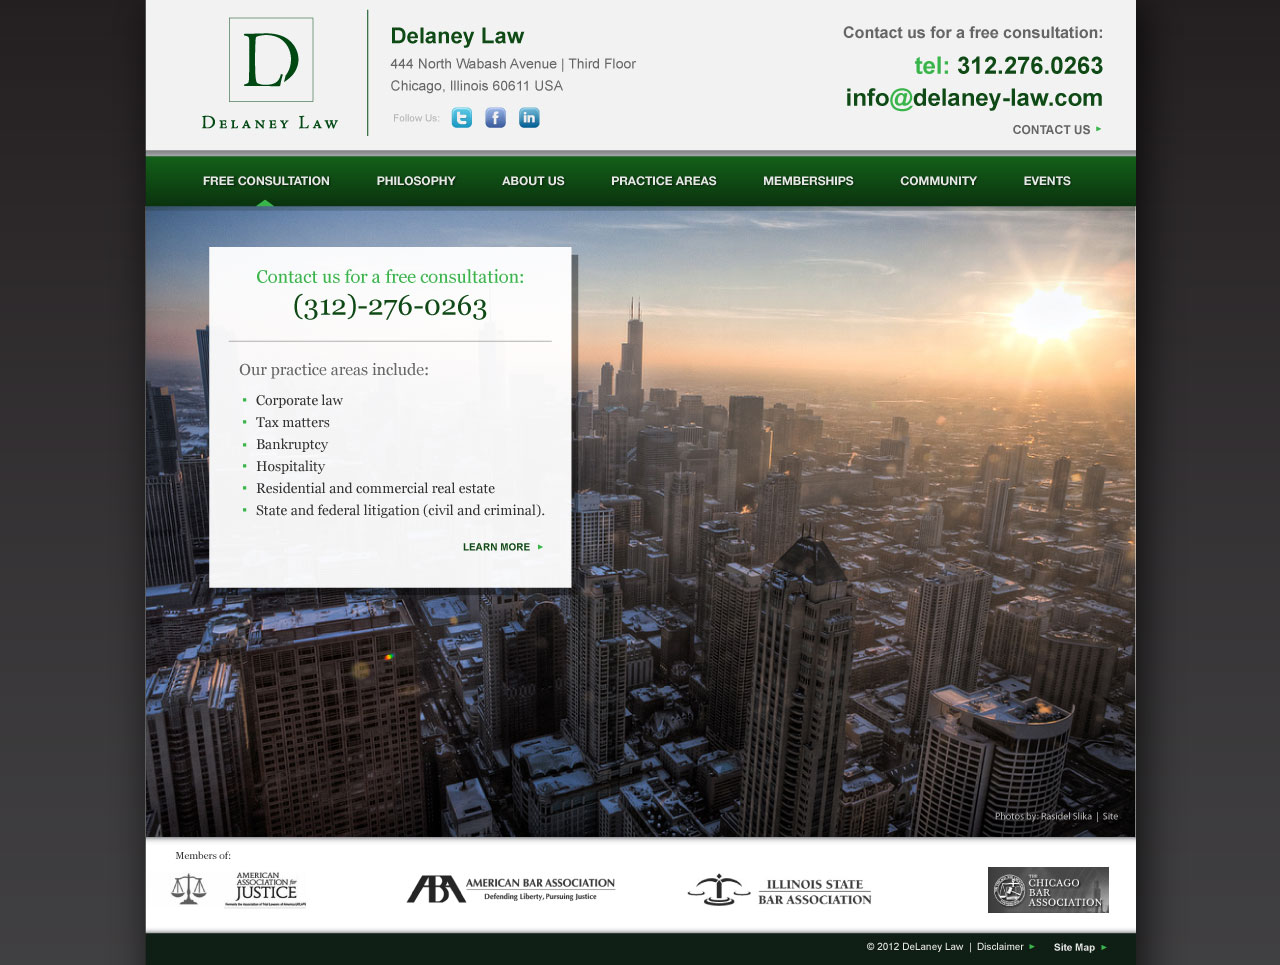 D
DELANEY LAW
Delaney Law
444 North Wabash Avenue | Third Floor
Chicago, Illinois 60611 USA
Follow Us:
Contact us for a free consultation:
tel: 312.276.0263
info@delaney-law.com
CONTACT US
FREE CONSULTATION PHILOSOPHY ABOUT US PRACTICE AREAS MEMBERSHIPS COMMUNITY EVENTS
Contact us for a free consultation:
(312)-276-0263
Our practice areas include:
Corporate law
Tax matters
Bankruptcy
Hospitality
Residential and commercial real estate
State and federal litigation (civil and criminal).
LEARN MORE
Photos by: Rasidel Slika | Site
Members of:
AMERICAN
ASSOCIATION for
JUSTICE
ABA AMERICAN BAR ASSOCIATION
Defending Liberty, Pursuing Justice
ILLINOIS STATE
BAR ASSOCIATION
THE
CHICAGO
BAR
ASSOCIATION
© 2012 DeLaney Law | Disclaimer Site Map